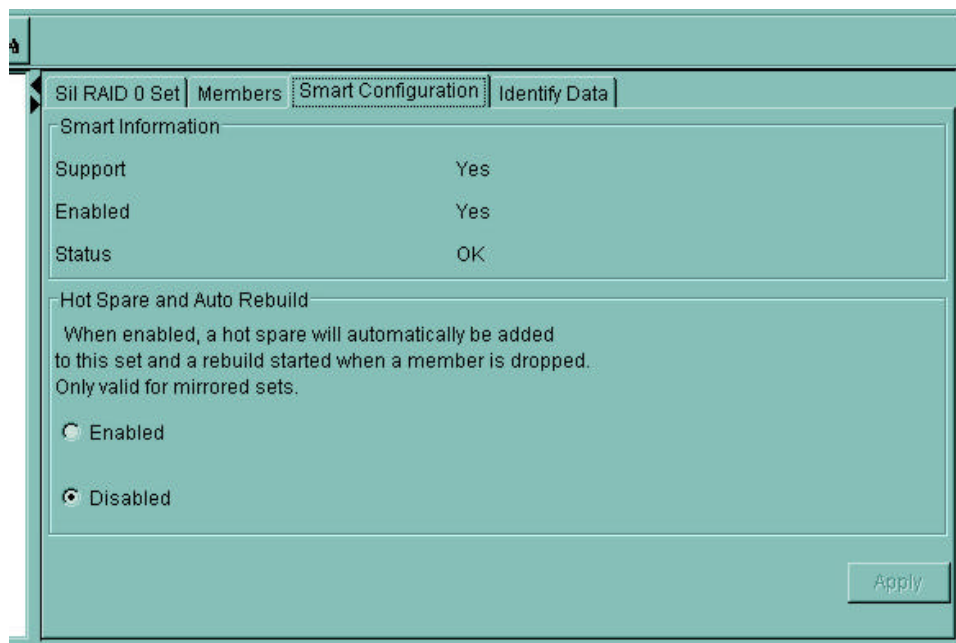 Sil RAID 0 Set Members Smart Configuration Identify Data
Smart Information
Support Yes
Enabled Yes
Status OK
Hot Spare and Auto Rebuild
When enabled, a hot spare will automatically be added
to this set and a rebuild started when a member is dropped.
Only valid for mirrored sets.
Enabled
Disabled
Apply